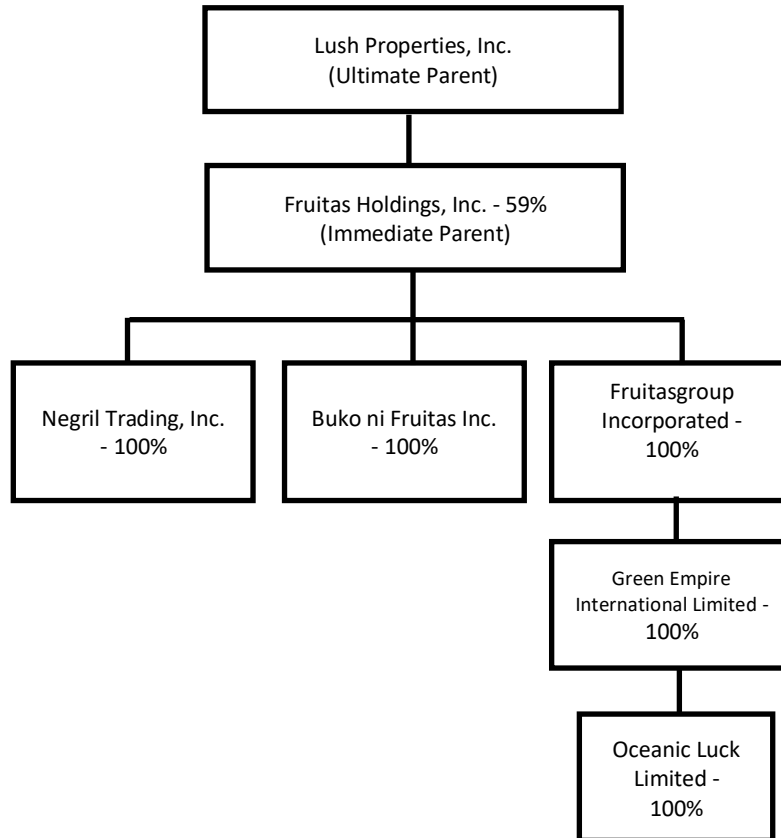 Lush Properties, Inc.
(Ultimate Parent)
Fruitas Holdings, Inc. - 59%
(Immediate Parent)
Negril Trading, Inc.
- 100%
Buko ni Fruitas Inc.
- 100%
Fruitasgroup
Incorporated -
100%
Green Empire
International Limited -
100%
Oceanic Luck
Limited -
100%